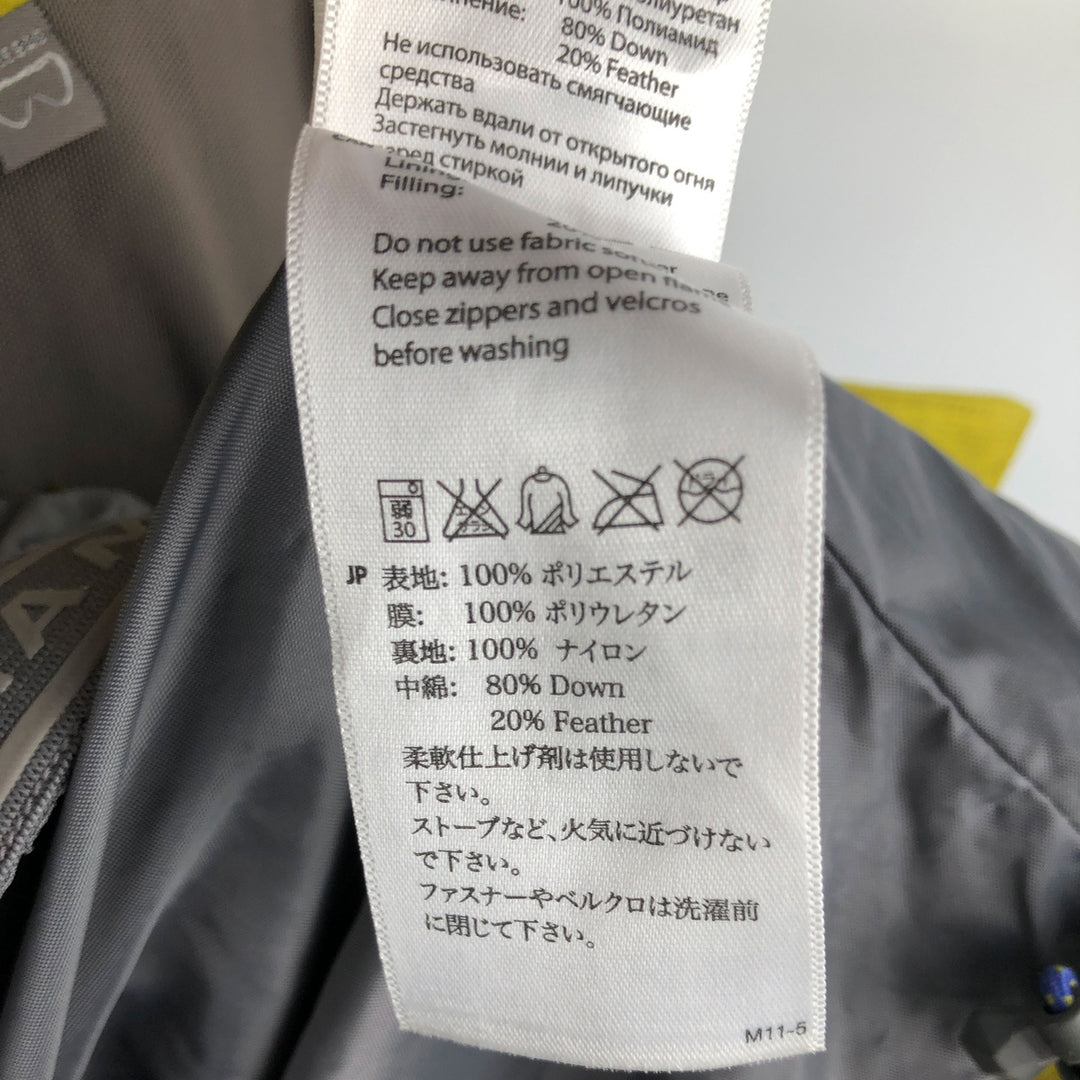 100% Полиамид
80% Down
20% Feather
Не использовать смягчающие
средства
Держать вдали от открытого огня
Застегнуть молнии и липучки
стиркой
Lining:
Filling:
Do not use fabric softener
Keep away from open flame
Close zippers and velcros
before washing
弱
30
JP 表地: 100% ポリエステル
膜: 100% ポリウレタン
裏地: 100% ナイロン
中綿: 80% Down
20% Feather
柔軟仕上げ剤は使用しないで
下さい。
ストーブなど、火気に近づけない
で下さい。
ファスナーやベルクロは洗濯前
に閉じて下さい。
M11-5